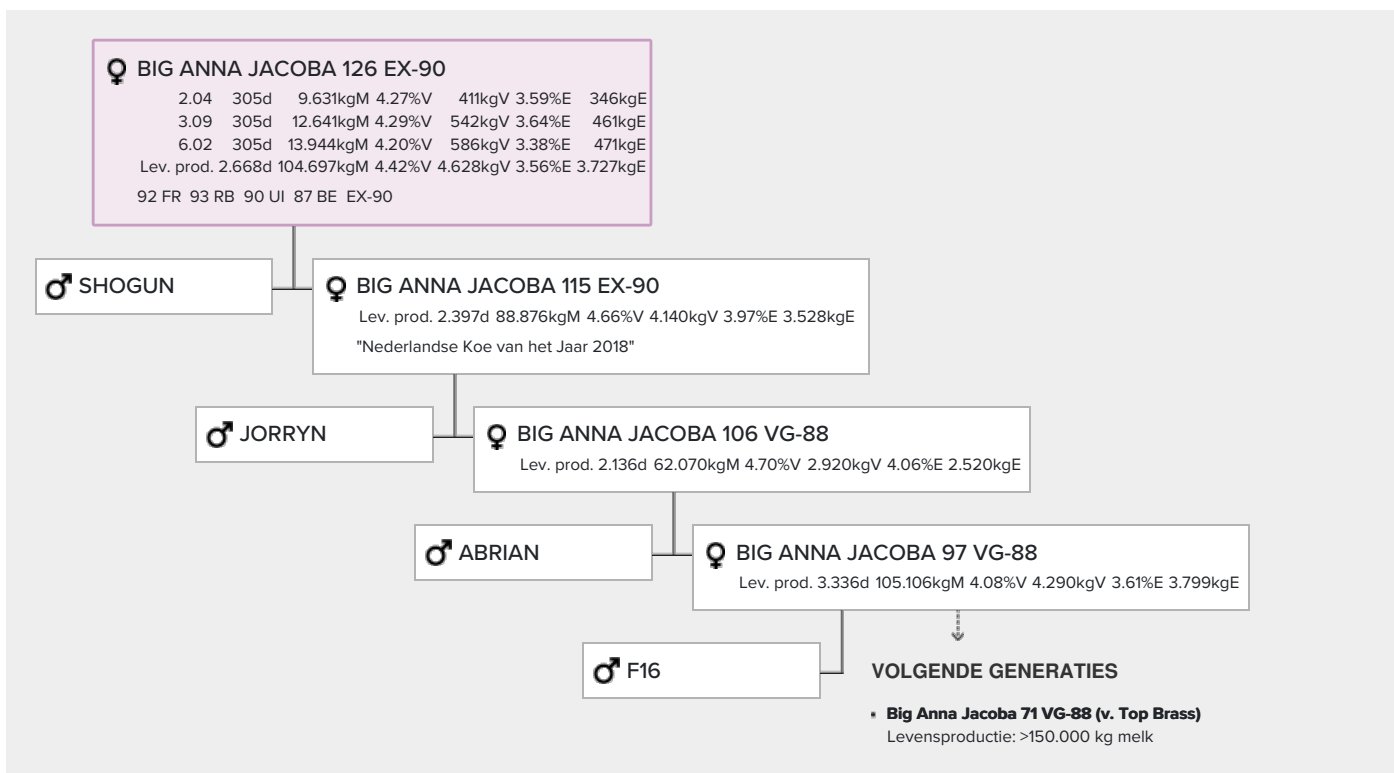 BIG ANNA JACOBA 126 EX-90
2.04 305d 9.631kgM 4.27%V 411kgV 3.59%E 346kgE
3.09 305d 12.641kgM 4.29%V 542kgV 3.64%E 461kgE
6.02 305d 13.944kgM 4.20%V 586kgV 3.38%E 471kgE
Lev. prod. 2.668d 104.697kgM 4.42%V 4.628kgV 3.56%E 3.727kgE
92 FR 93 RB 90 UI 87 BE EX-90
SHOGUN
BIG ANNA JACOBA 115 EX-90
Lev. prod. 2.397d 88.876kgM 4.66%V 4.140kgV 3.97%E 3.528kgE
"Nederlandse Koe van het Jaar 2018"
JORRYN
BIG ANNA JACOBA 106 VG-88
Lev. prod. 2.136d 62.070kgM 4.70%V 2.920kgV 4.06%E 2.520kgE
ABRIAN
BIG ANNA JACOBA 97 VG-88
Lev. prod. 3.336d 105.106kgM 4.08%V 4.290kgV 3.61%E 3.799kgE
F16
VOLGENDE GENERATIES
▪ Big Anna Jacoba 71 VG-88 (v. Top Brass)
Levensproductie: >150.000 kg melk